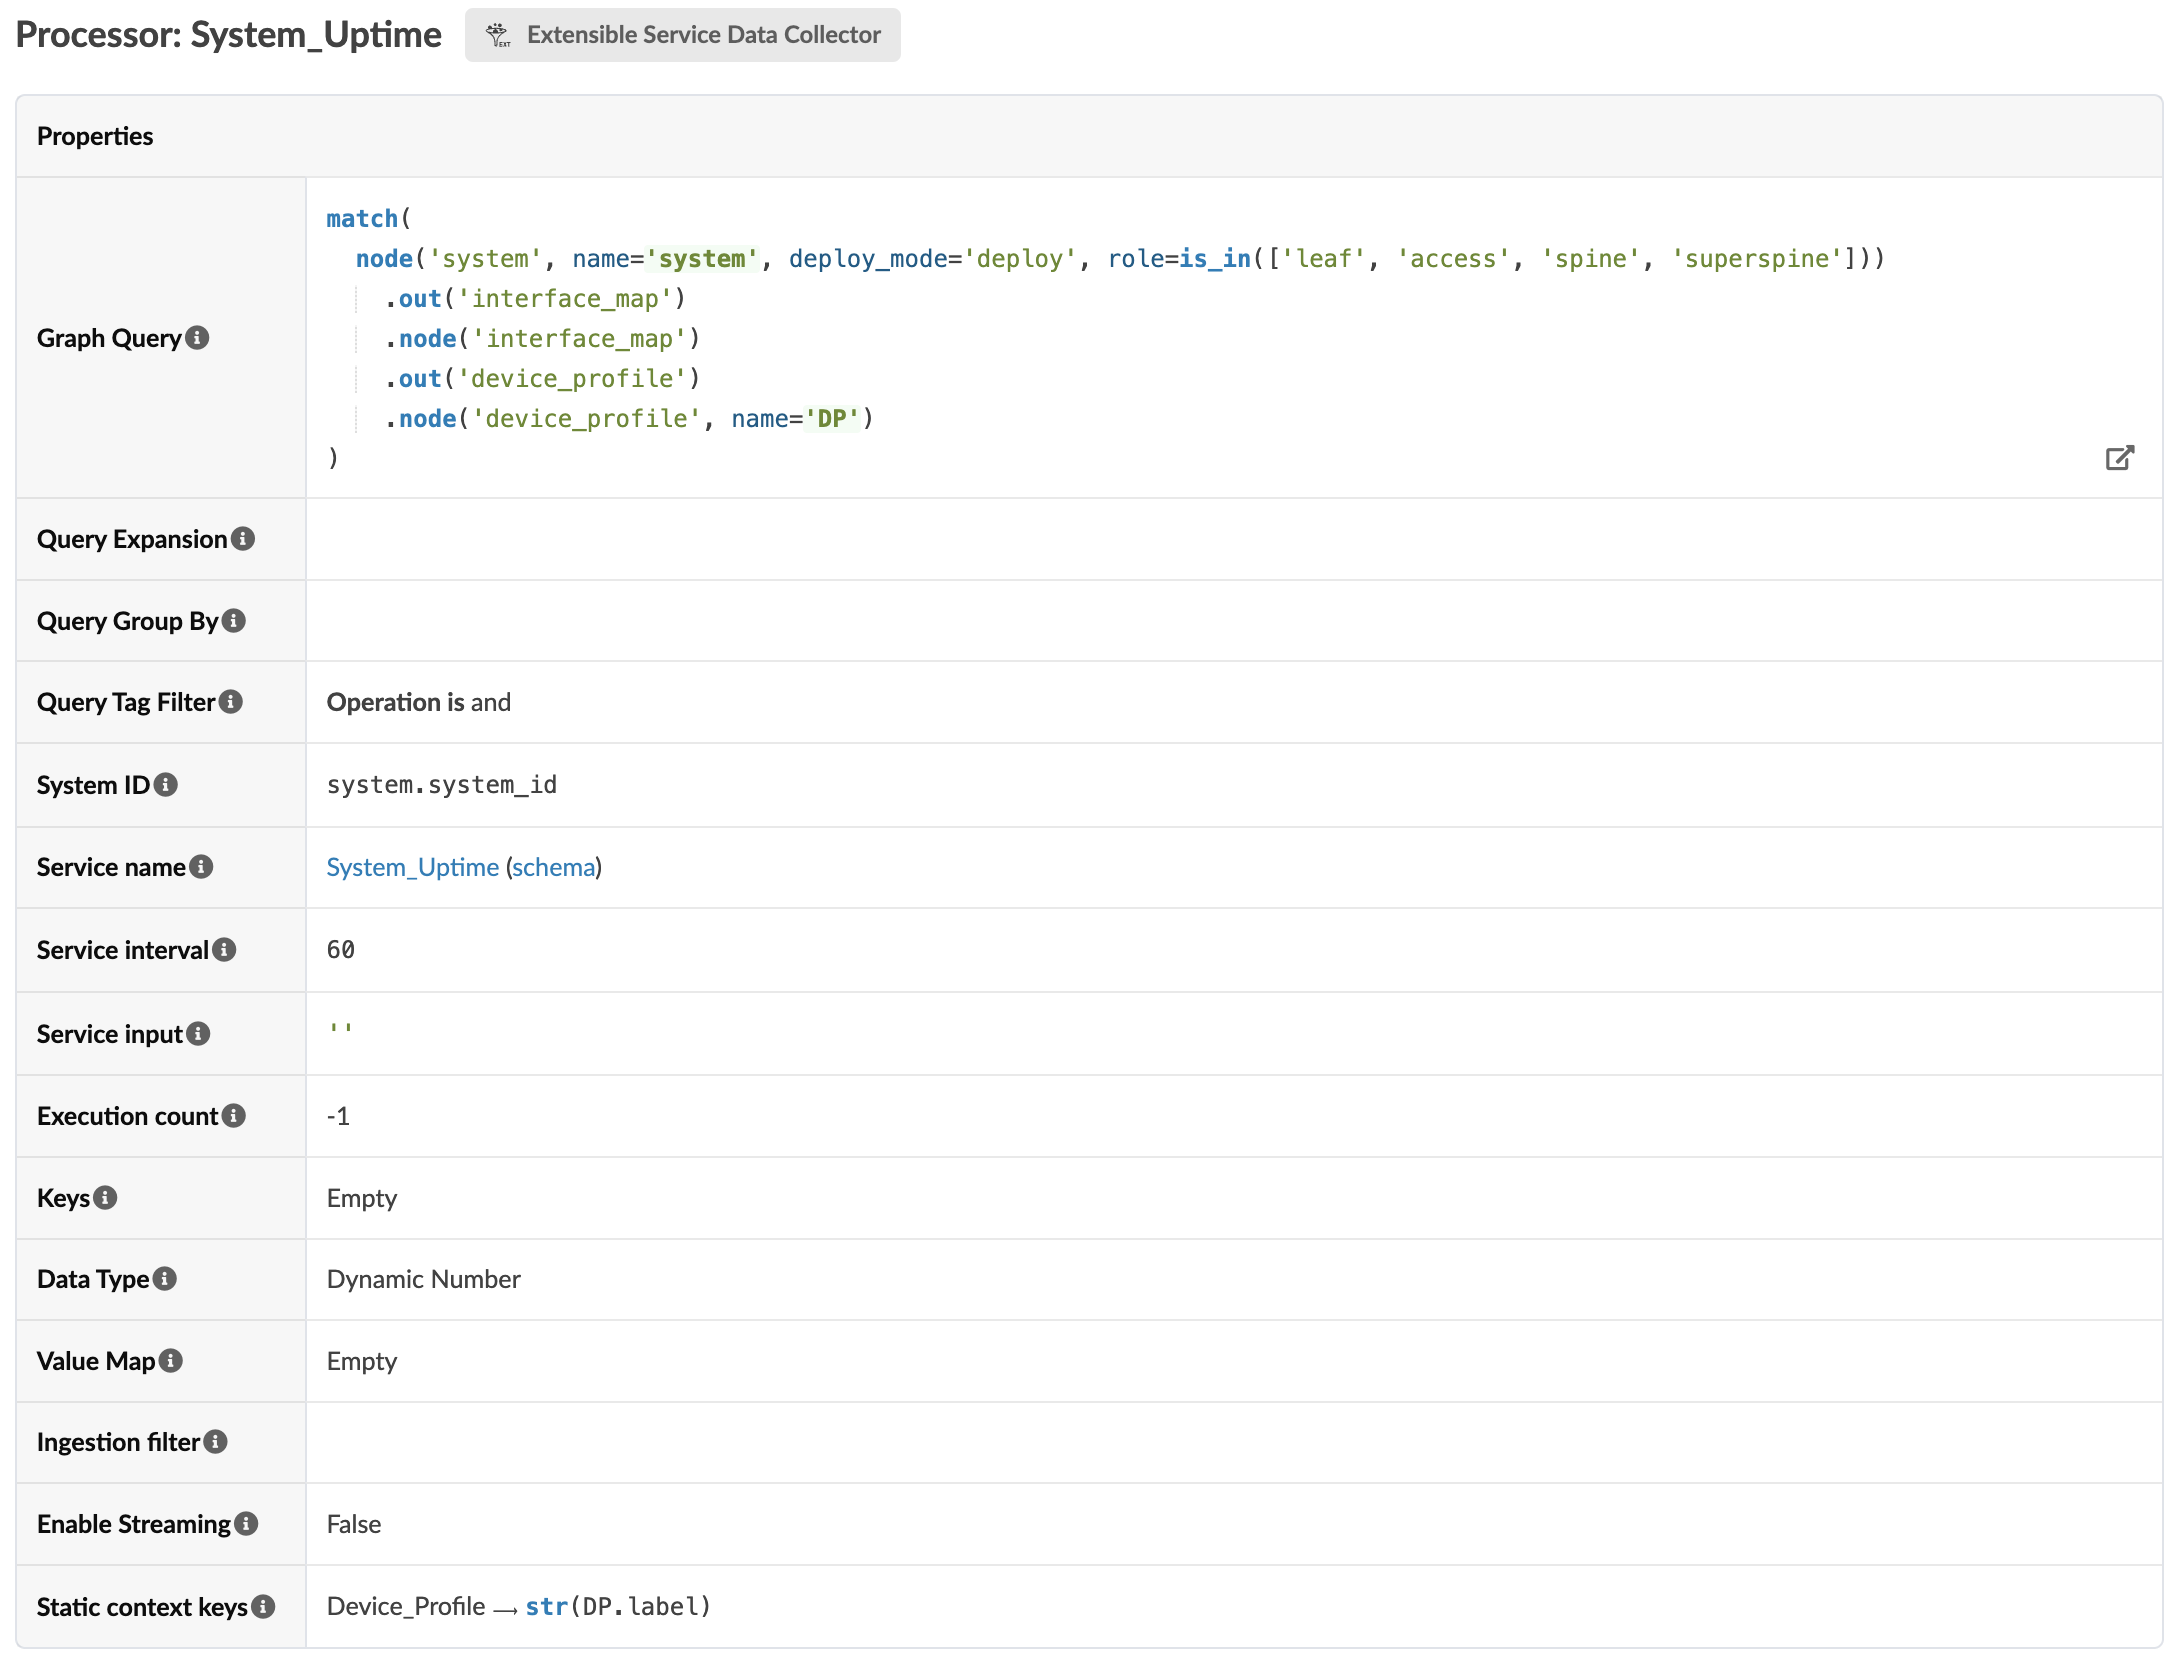 Processor: System_Uptime
EXT Extensible Service Data Collector
Properties
Graph Query
match(
node('system', name='system', deploy_mode='deploy', role=is_in(['leaf', 'access', 'spine', 'superspine']))
.out('interface_map')
.node('interface_map')
.out('device_profile')
.node('device_profile', name='DP')
)
Query Expansion
Query Group By
Query Tag Filter Operation is and
System ID system.system_id
Service name System_Uptime (schema)
Service interval 60
Service input ''
Execution count -1
Keys Empty
Data Type Dynamic Number
Value Map Empty
Ingestion filter
Enable Streaming False
Static context keys Device_Profile → str(DP.label)